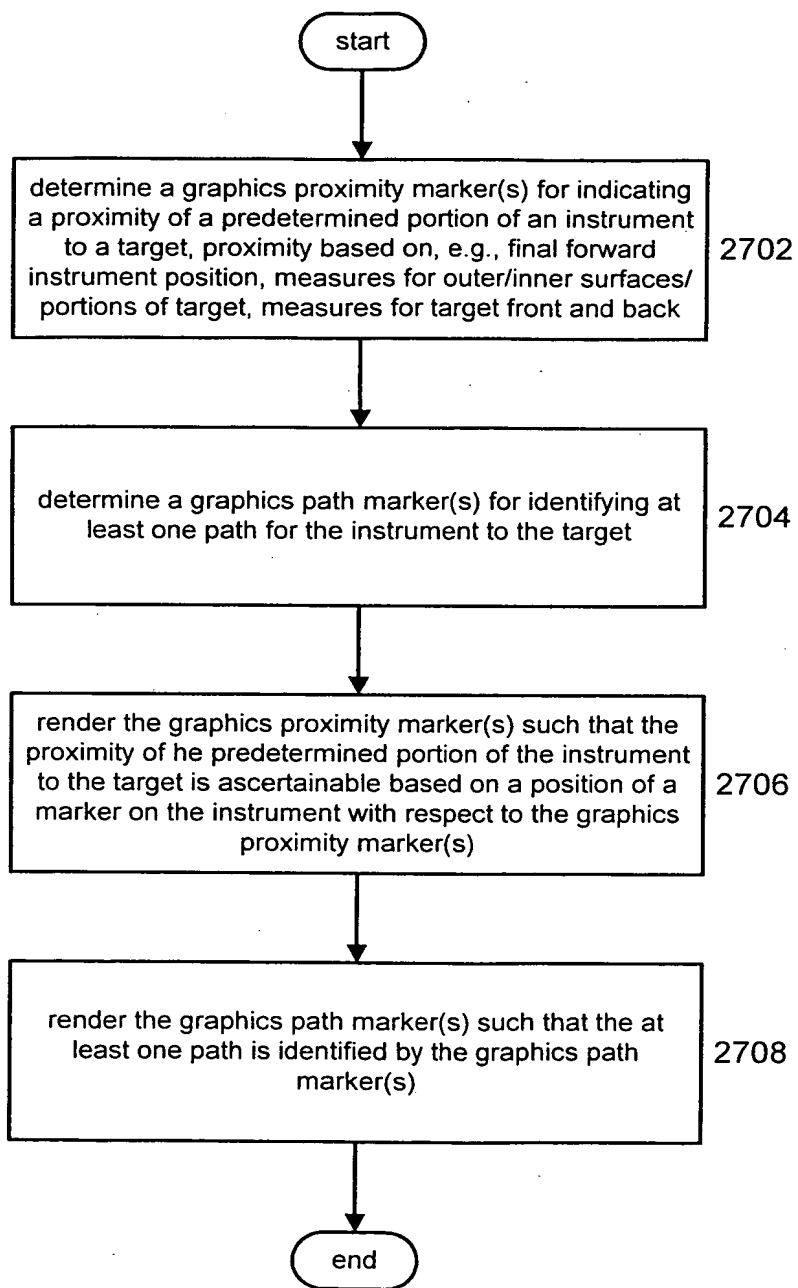 start
determine a graphics proximity marker(s) for indicating
a proximity of a predetermined portion of an instrument
to a target, proximity based on, e.g., final forward
instrument position, measures for outer/inner surfaces/
portions of target, measures for target front and back
2702
determine a graphics path marker(s) for identifying at
least one path for the instrument to the target
2704
render the graphics proximity marker(s) such that the
proximity of he predetermined portion of the instrument
to the target is ascertainable based on a position of a
marker on the instrument with respect to the graphics
proximity marker(s)
2706
render the graphics path marker(s) such that the at
least one path is identified by the graphics path
marker(s)
2708
end